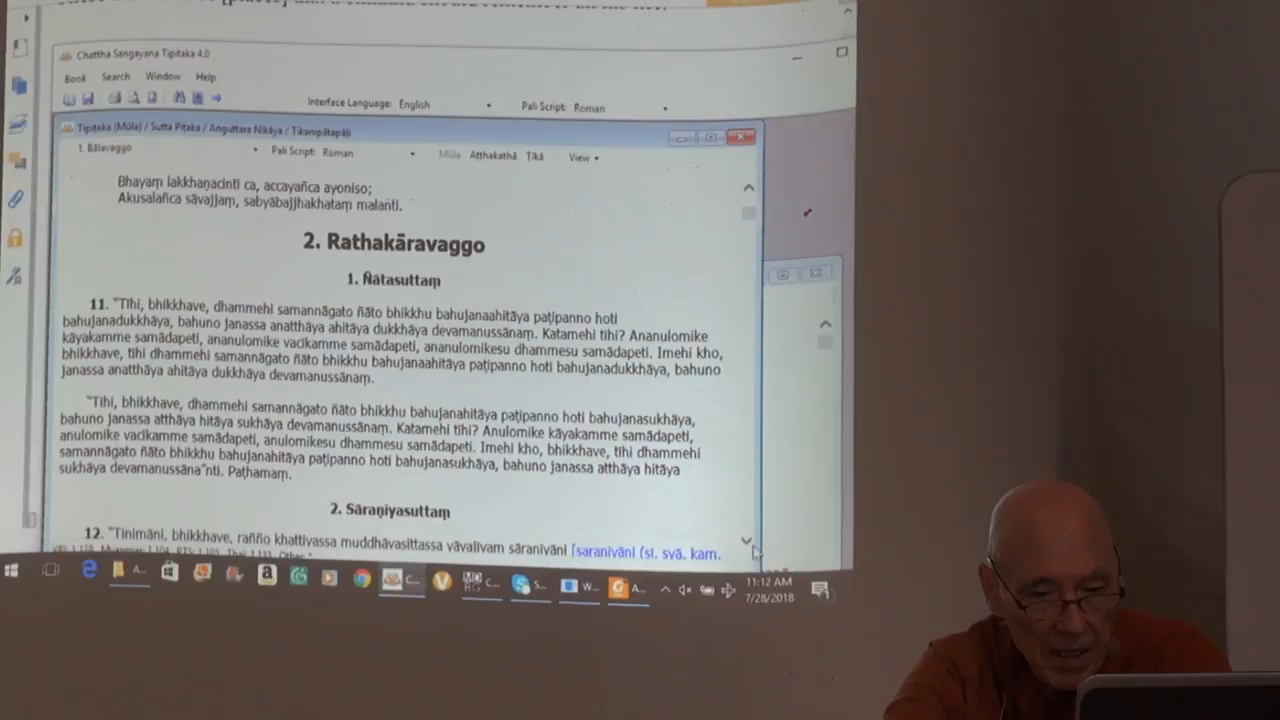 Chattha Sangayana Tipitaka 4.0
Book Search Window Help
Interface Language: English Pali Script: Roman
Tipiṭaka (Mūla) / Sutta Piṭaka / Aṅguttara Nikāya / Tikanipātapāḷi
1. Bālavaggo Pali Script: Roman Mūla Aṭṭhakathā Ṭīkā View
Bhayaṃ lakkhaṇacintī ca, accayañca ayoniso;
Akusalañca sāvajjaṃ, sabyābajjhakhataṃ malanti.
2. Rathakāravaggo
1. Ñātasuttaṃ
11. "Tīhi, bhikkhave, dhammehi samannāgato ñāto bhikkhu bahujanaahitāya paṭipanno hoti
bahujanadukkhāya, bahuno janassa anatthāya ahitāya dukkhāya devamanussānaṃ. Katamehi tīhi? Ananulomike
kāyakamme samādapeti, ananulomike vacīkamme samādapeti, ananulomikesu dhammesu samādapeti. Imehi kho,
bhikkhave, tīhi dhammehi samannāgato ñāto bhikkhu bahujanaahitāya paṭipanno hoti bahujanadukkhāya, bahuno
janassa anatthāya ahitāya dukkhāya devamanussānaṃ.
"Tīhi, bhikkhave, dhammehi samannāgato ñāto bhikkhu bahujanahitāya paṭipanno hoti bahujanasukhāya,
bahuno janassa atthāya hitāya sukhāya devamanussānaṃ. Katamehi tīhi? Anulomike kāyakamme samādapeti,
anulomike vacīkamme samādapeti, anulomikesu dhammesu samādapeti. Imehi kho, bhikkhave, tīhi dhammehi
samannāgato ñāto bhikkhu bahujanahitāya paṭipanno hoti bahujanasukhāya, bahuno janassa atthāya hitāya
sukhāya devamanussāna"nti. Paṭhamaṃ.
2. Sāraṇīyasuttaṃ
12. "Tīṇimāni, bhikkhave, rañño khattiyassa muddhāvasittassa yāvajīvaṃ sāraṇīyāni [saraṇīyāni (sī. syā. kaṃ.
A... C... S... W... A... 11:12 AM
7/28/2018